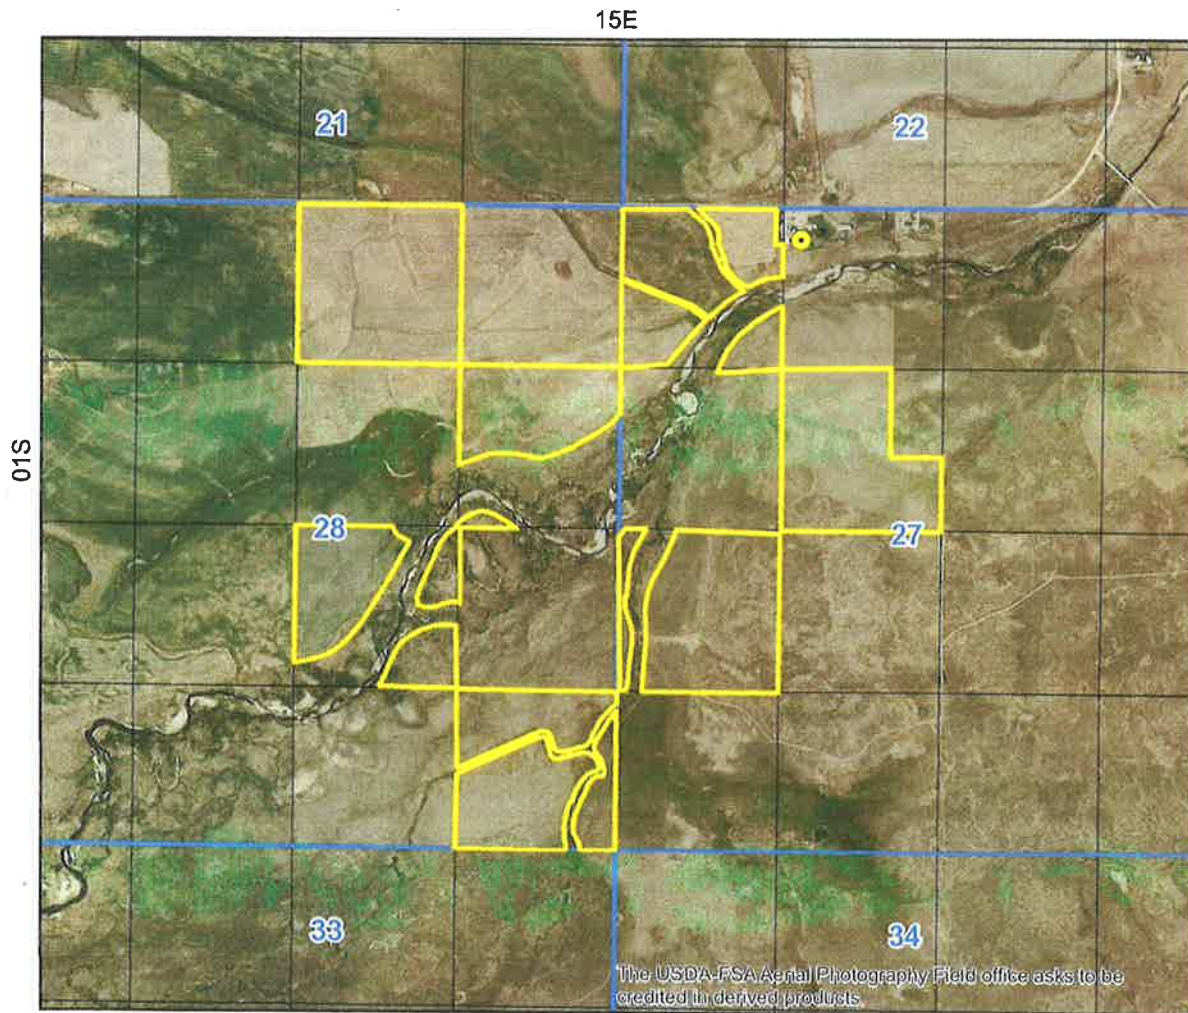 15E
21
22
01S
28
27
33
34
The USDA-FSA Aerial Photography Field office asks to be
credited in derived products